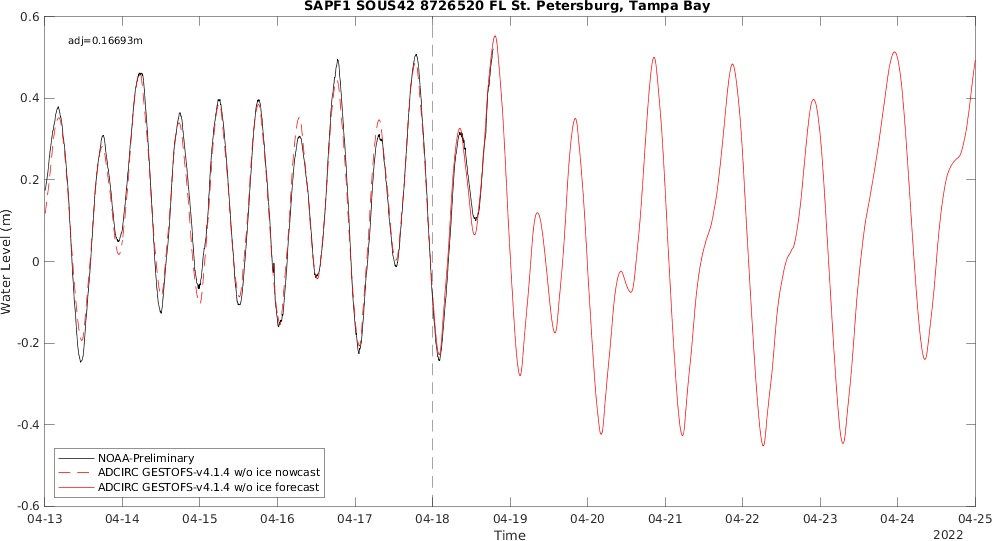 SAPF1 SOUS42 8726520 FL St. Petersburg, Tampa Bay
0.6
adj=0.16693m
0.4
0.2
Water Level (m)
0
-0.2
-0.4
NOAA-Preliminary
ADCIRC GESTOFS-v4.1.4 w/o ice nowcast
ADCIRC GESTOFS-v4.1.4 w/o ice forecast
-0.6
04-13 04-14 04-15 04-16 04-17 04-18 04-19 04-20 04-21 04-22 04-23 04-24 04-25
Time
2022